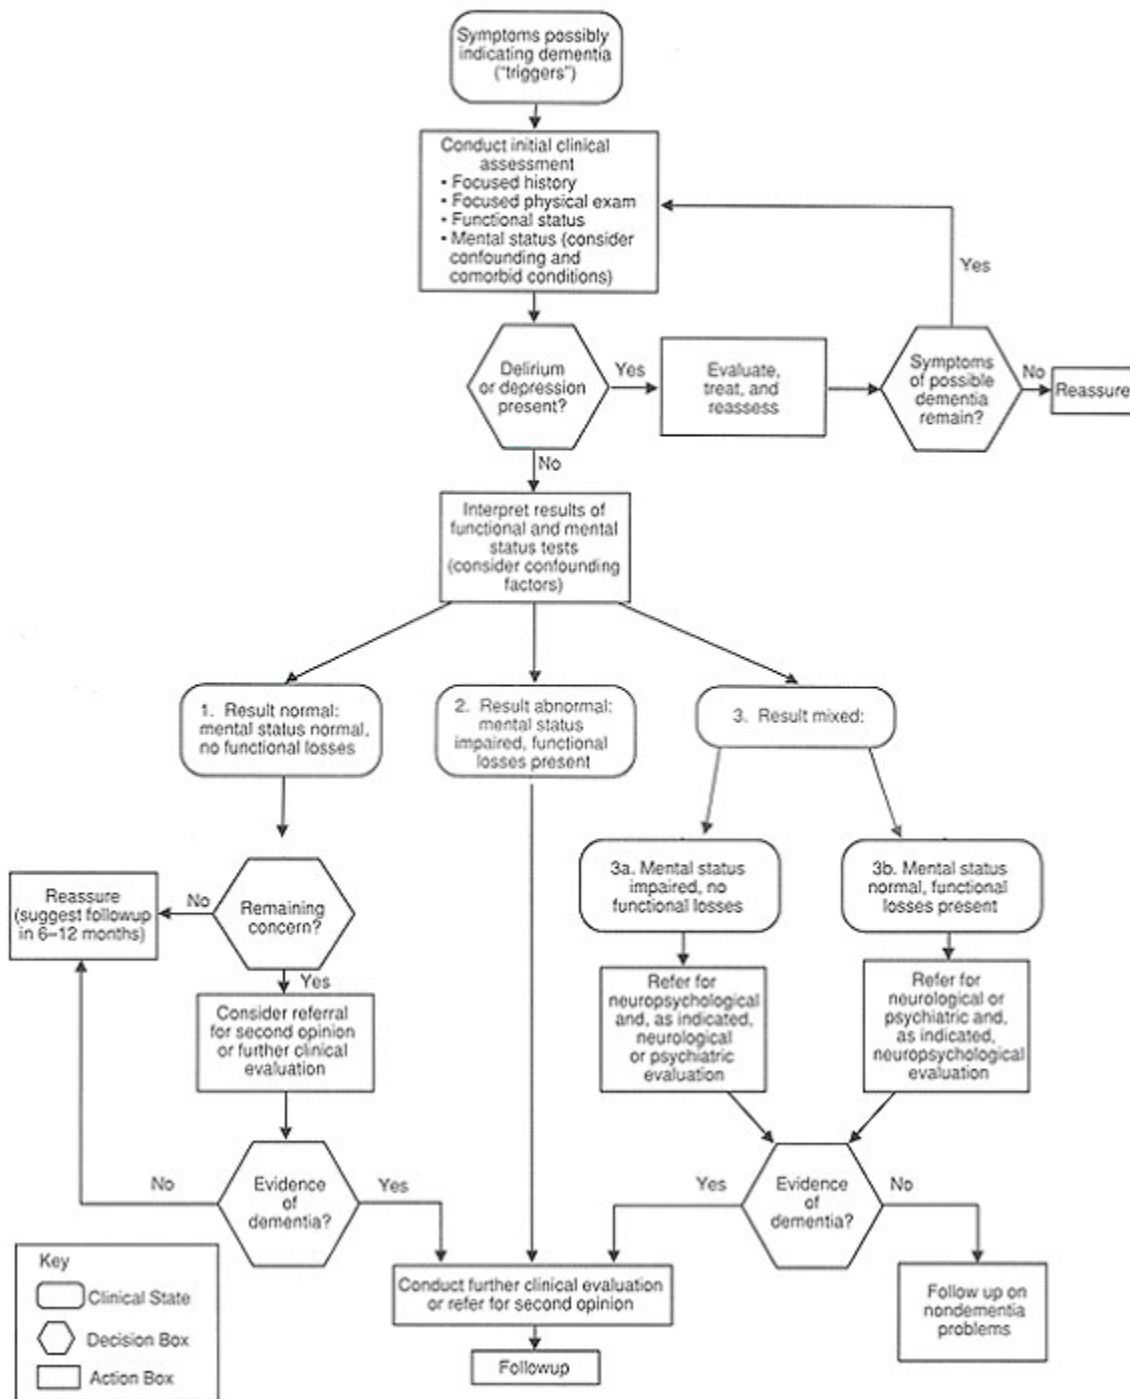 Symptoms possibly
indicating dementia
("triggers")
Conduct initial clinical
assessment
• Focused history
• Focused physical exam
• Functional status
• Mental status (consider
confounding and
comorbid conditions)
Yes
Delirium
or depression
present?
Yes
Evaluate,
treat, and
reassess
Symptoms
of possible
dementia
remain?
No
Reassure
No
Interpret results of
functional and mental
status tests
(consider confounding
factors)
1. Result normal:
mental status normal,
no functional losses
2. Result abnormal:
mental status
impaired, functional
losses present
3. Result mixed:
3a. Mental status
impaired, no
functional losses
3b. Mental status
normal, functional
losses present
Reassure
(suggest followup
in 6–12 months)
No
Remaining
concern?
Yes
Consider referral
for second opinion
or further clinical
evaluation
Refer for
neuropsychological
and, as indicated,
neurological
or psychiatric
evaluation
Refer for
neurological or
psychiatric and,
as indicated,
neuropsychological
evaluation
No
Evidence
of
dementia?
Yes
Yes
Evidence
of
dementia?
No
Conduct further clinical evaluation
or refer for second opinion
Followup
Follow up on
nondementia
problems
Key
Clinical State
Decision Box
Action Box